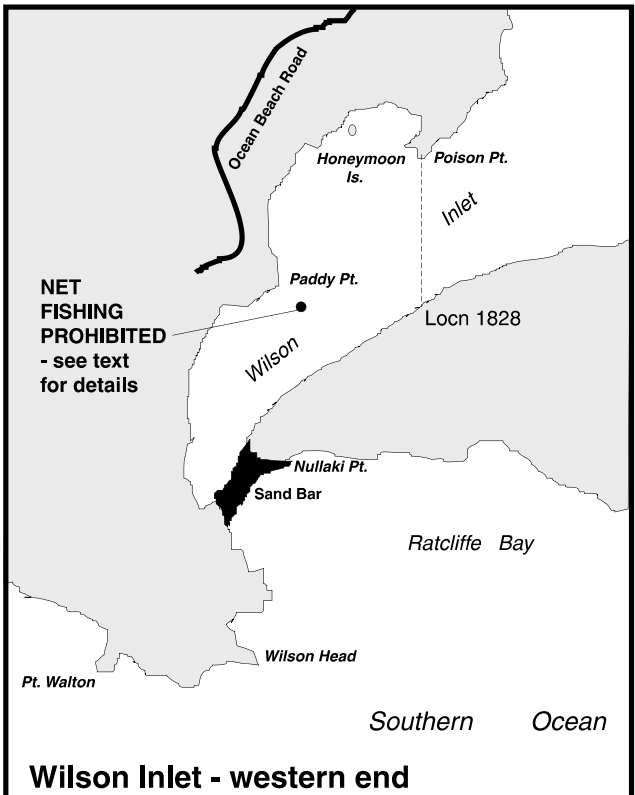 Ocean Beach Road
Honeymoon
Is.
Poison Pt.
Inlet
Paddy Pt.
NET
FISHING
PROHIBITED
- see text
for details
Locn 1828
Wilson
Nullaki Pt.
Sand Bar
Ratcliffe Bay
Wilson Head
Pt. Walton
Southern Ocean
Wilson Inlet - western end